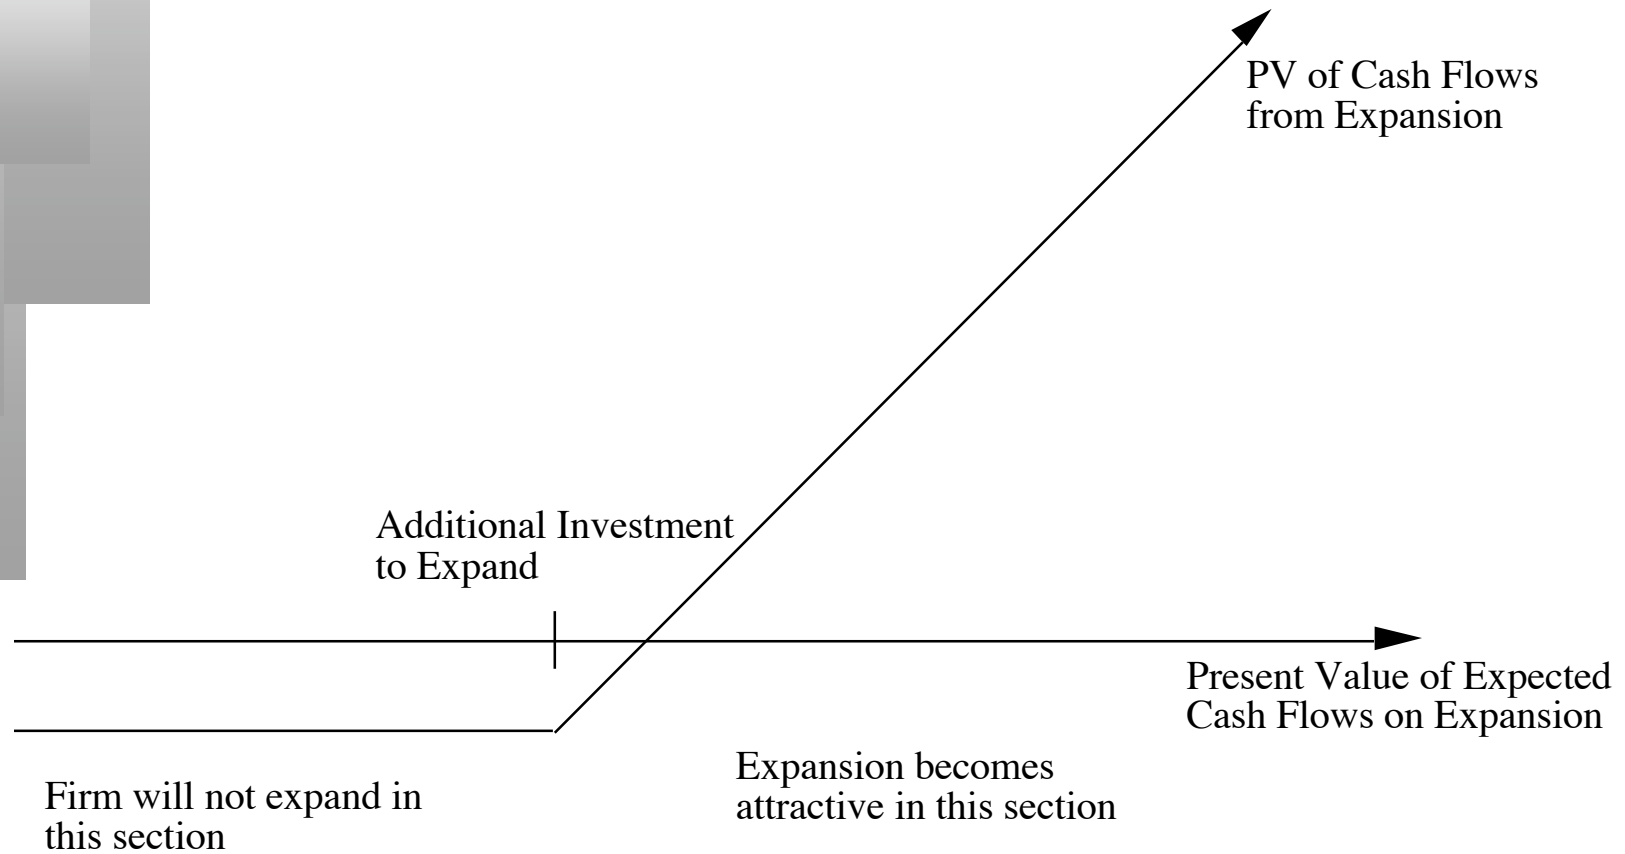 PV of Cash Flows
from Expansion
Additional Investment
to Expand
Present Value of Expected
Cash Flows on Expansion
Expansion becomes
attractive in this section
Firm will not expand in
this section